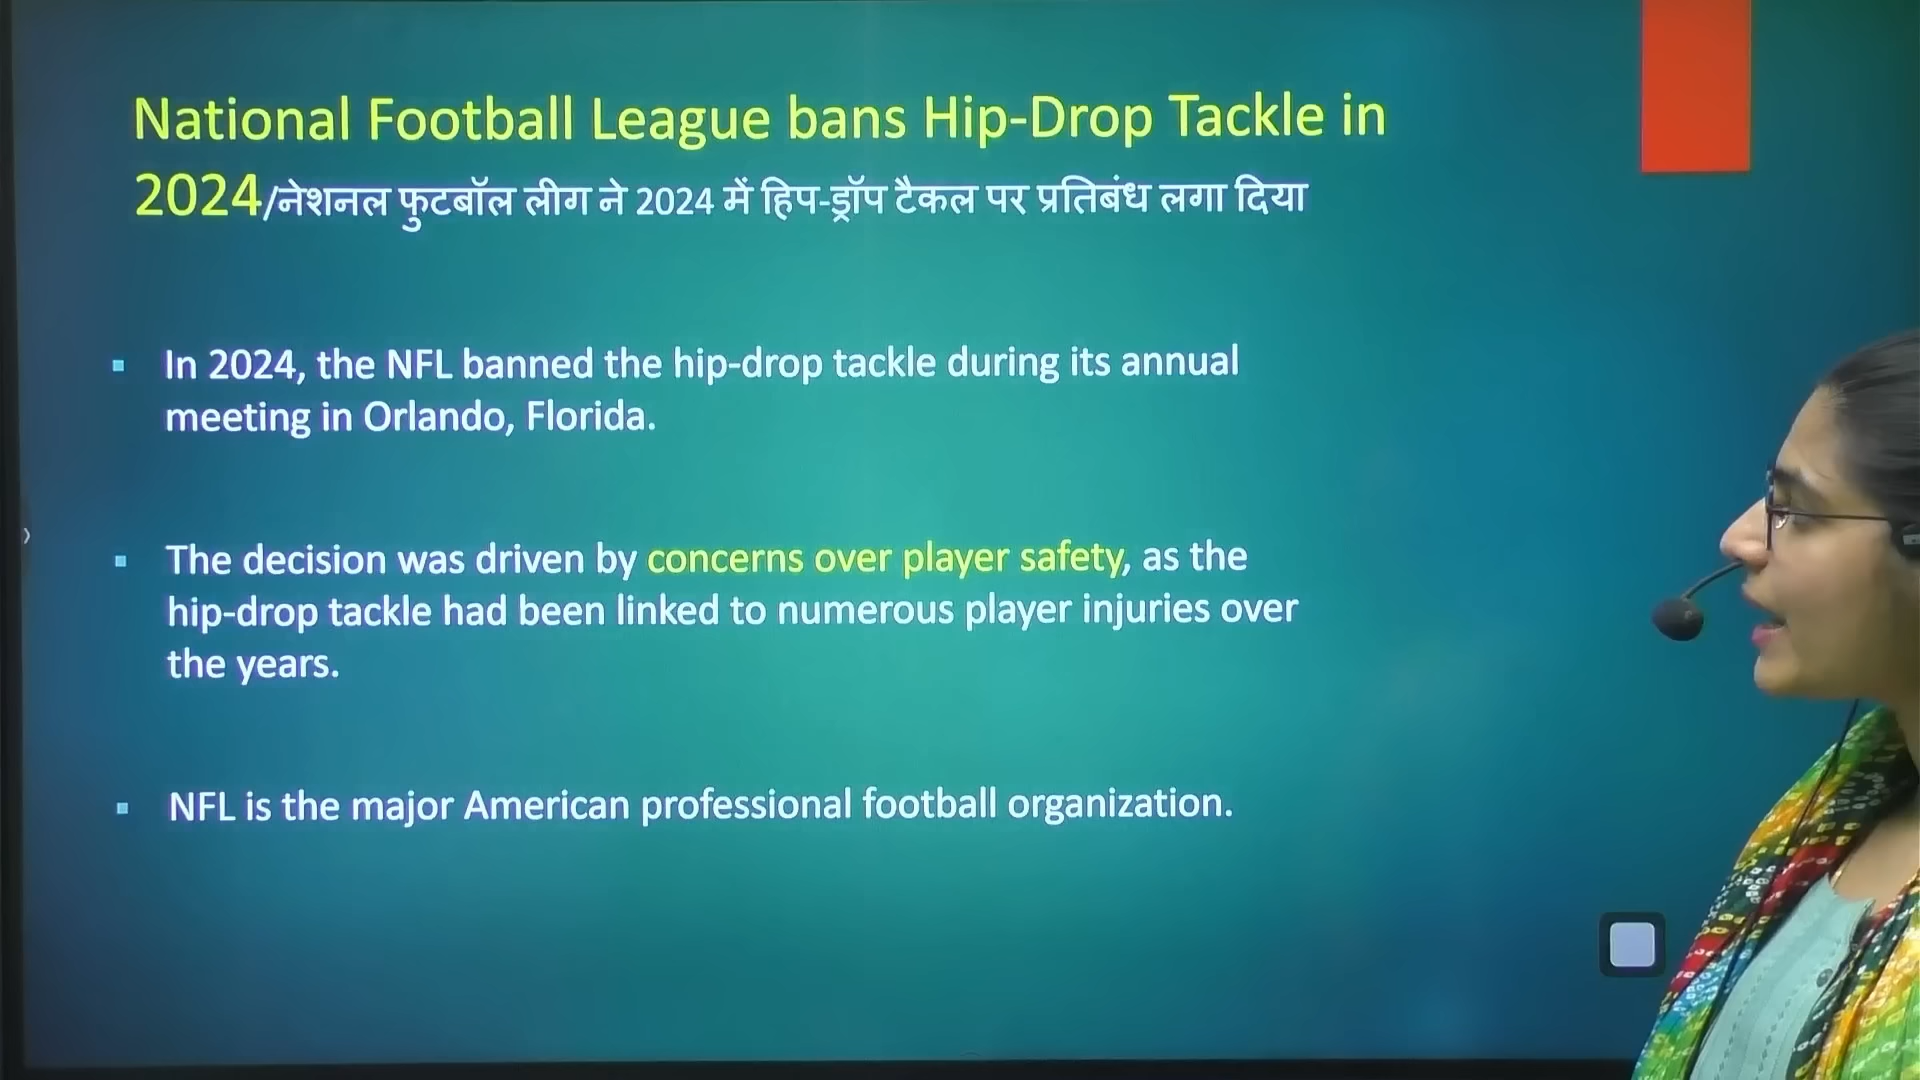 National Football League bans Hip-Drop Tackle in
2024/नेशनल फुटबॉल लीग ने 2024 में हिप-ड्रॉप टैकल पर प्रतिबंध लगा दिया
In 2024, the NFL banned the hip-drop tackle during its annual
meeting in Orlando, Florida.
The decision was driven by concerns over player safety, as the
hip-drop tackle had been linked to numerous player injuries over
the years.
NFL is the major American professional football organization.